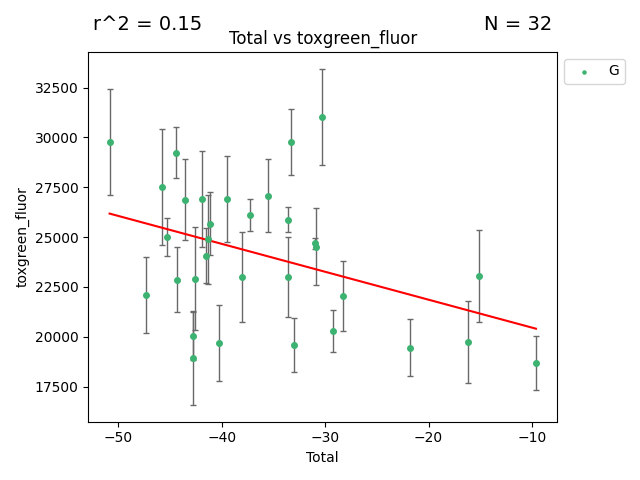 r^2 = 0.15
N = 32
Total vs toxgreen_fluor
G
toxgreen_fluor
32500
30000
27500
25000
22500
20000
17500
−50
−40
−30
−20
−10
Total